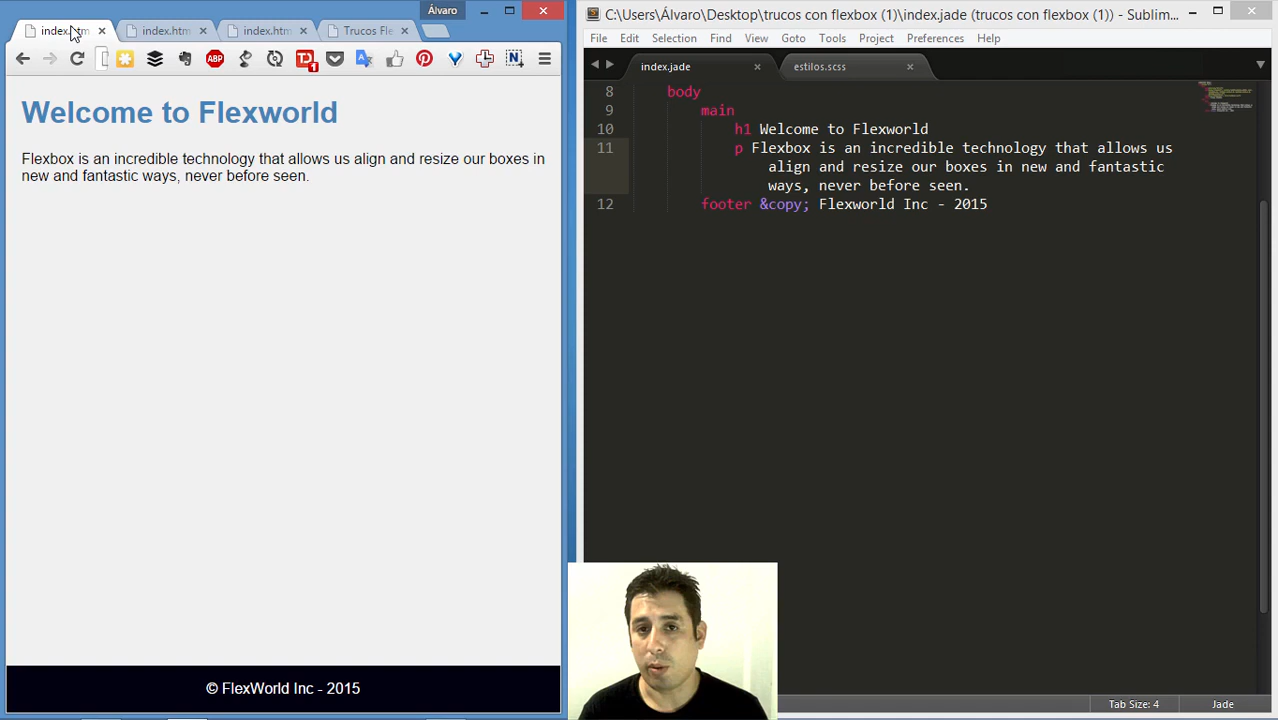 index.htm
index.htm
index.htm
Trucos Fle
Álvaro
ABP
1
N
Welcome to Flexworld
Flexbox is an incredible technology that allows us align and resize our boxes in
new and fantastic ways, never before seen.
© FlexWorld Inc - 2015
C:\Users\Álvaro\Desktop\trucos con flexbox (1)\index.jade (trucos con flexbox (1)) - Sublim...
File Edit Selection Find View Goto Tools Project Preferences Help
index.jade
estilos.scss
8 body
9 main
10 h1 Welcome to Flexworld
11 p Flexbox is an incredible technology that allows us
align and resize our boxes in new and fantastic
ways, never before seen.
12 footer &copy; Flexworld Inc - 2015
Tab Size: 4
Jade